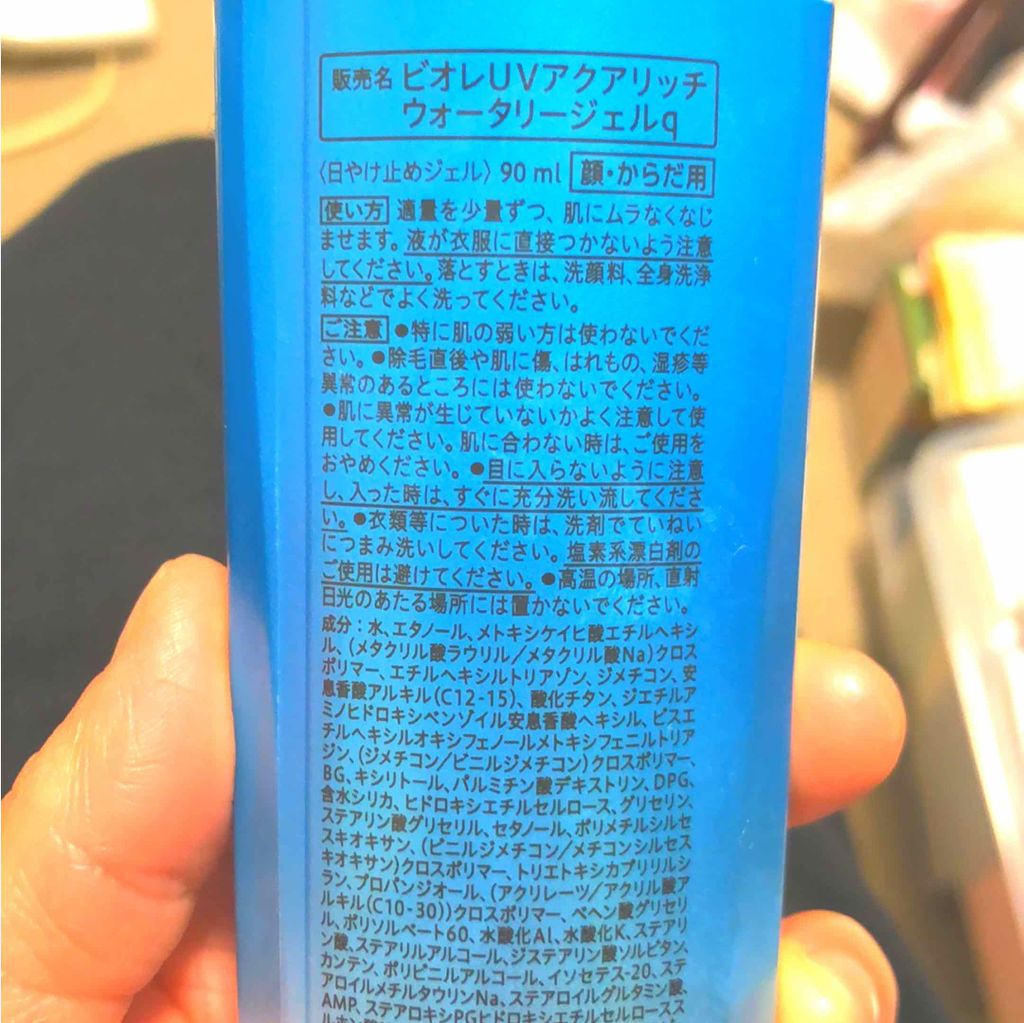 販売名 ビオレUVアクアリッチ
ウォータリージェルq
〈日やけ止めジェル〉90 ml 顔・からだ用
使い方 適量を少量ずつ、肌にムラなくなじ
ませます。液が衣服に直接つかないよう注意
してください。落とすときは、洗顔料、全身洗浄
料などでよく洗ってください。
ご注意 ●特に肌の弱い方は使わないでくだ
さい。●除毛直後や肌に傷、はれもの、湿疹等
異常のあるところには使わないでください。
●肌に異常が生じていないかよく注意して使
用してください。肌に合わない時は、ご使用を
おやめください。●目に入らないように注意
し、入った時は、すぐに充分洗い流してくださ
い。●衣類等についた時は、洗剤でていねい
につまみ洗いしてください。塩素系漂白剤の
ご使用は避けてください。●高温の場所、直射
日光のあたる場所には置かないでください。
成分：水、エタノール、メトキシケイヒ酸エチルヘキシ
ル、(メタクリル酸ラウリル／メタクリル酸Na)クロス
ポリマー、エチルヘキシルトリアゾン、ジメチコン、安
息香酸アルキル(C12-15)、酸化チタン、ジエチルア
ミノヒドロキシベンゾイル安息香酸ヘキシル、ビスエ
チルヘキシルオキシフェノールメトキシフェニルトリア
ジン、(ジメチコン/ビニルジメチコン)クロスポリマー、
BG、キシリトール、パルミチン酸デキストリン、DPG、
含水シリカ、ヒドロキシエチルセルロース、グリセリン、
ステアリン酸グリセリル、セタノール、ポリメチルシルセ
スキオキサン、(ビニルジメチコン/メチコンシルセス
キオキサン)クロスポリマー、トリエトキシカプリリルシ
ラン、プロパンジオール、(アクリレーツ/アクリル酸ア
ルキル(C10-30))クロスポリマー、ベヘン酸グリセリ
ル、ポリソルベート60、水酸化Al、水酸化K、ステアリ
ン酸、ステアリルアルコール、ジステアリン酸ソルビタン、
カンテン、ポリビニルアルコール、イソセテス-20、ステ
アロイルメチルタウリンNa、ステアロイルグルタミン酸、
AMP、ステアロキシPGヒドロキシエチルセルロースス
ルホン酸